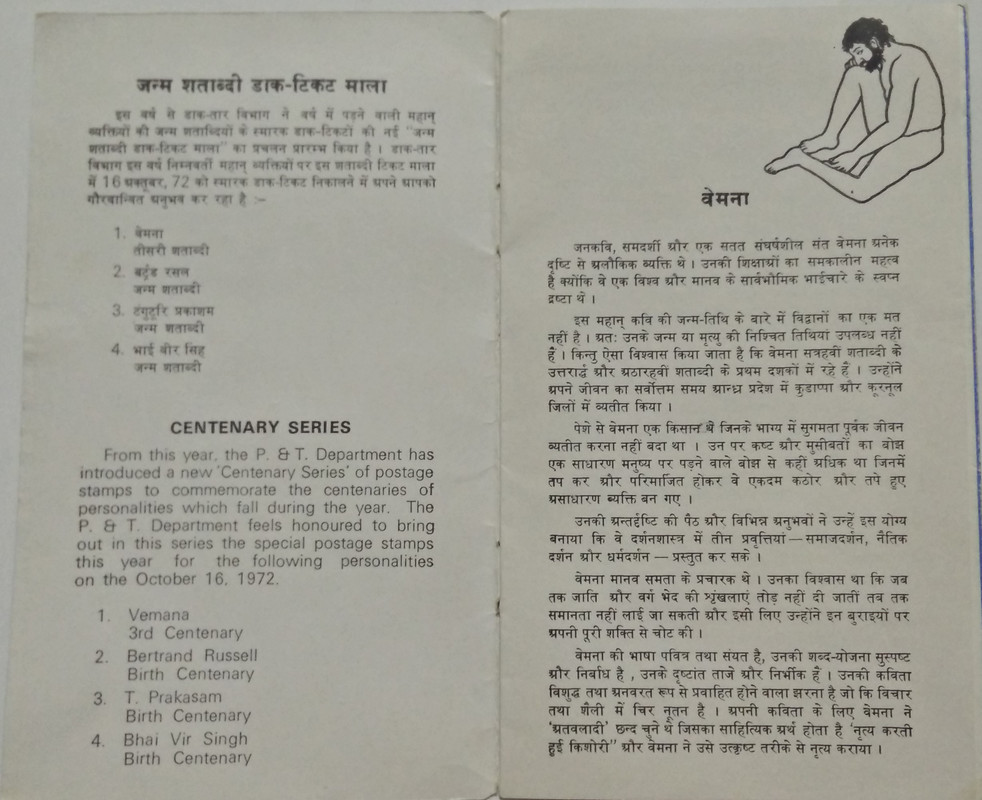 जन्म शताब्दी डाक-टिकट माला
इस वर्ष से डाक-तार विभाग ने वर्ष में पड़ने वाली महान्
व्यक्तियों की जन्म शताब्दियों के स्मारक डाक-टिकटों की नई "जन्म
शताब्दी डाक-टिकट माला" का प्रचलन प्रारम्भ किया है । डाक-तार
विभाग इस वर्ष निम्नवर्ती महान् व्यक्तियों पर इस शताब्दी टिकट माला
में 16 अक्तूबर, 72 को स्मारक डाक-टिकट निकालने में अपने आपको
गौरवान्वित अनुभव कर रहा है :-
1. वेमना
तीसरी शताब्दी
2. बर्ट्रंड रसल
जन्म शताब्दी
3. टंगुटूरि प्रकाशम
जन्म शताब्दी
4. भाई वीर सिंह
जन्म शताब्दी
CENTENARY SERIES
From this year, the P. & T. Department has
introduced a new 'Centenary Series' of postage
stamps to commemorate the centenaries of
personalities which fall during the year. The
P. & T. Department feels honoured to bring
out in this series the special postage stamps
this year for the following personalities
on the October 16, 1972.
1. Vemana
3rd Centenary
2. Bertrand Russell
Birth Centenary
3. T. Prakasam
Birth Centenary
4. Bhai Vir Singh
Birth Centenary
वेमना
जनकवि, समदर्शी और एक सतत संघर्षशील संत वेमना अनेक
दृष्टि से अलौकिक व्यक्ति थे । उनकी शिक्षाओं का समकालीन महत्व
है क्योंकि वे एक विश्व और मानव के सार्वभौमिक भाईचारे के स्वप्न
द्रष्टा थे ।
इस महान् कवि की जन्म-तिथि के बारे में विद्वानों का एक मत
नहीं है । अतः उनके जन्म या मृत्यु की निश्चित तिथियां उपलब्ध नहीं
हैं । किन्तु ऐसा विश्वास किया जाता है कि वेमना सत्रहवीं शताब्दी के
उत्तरार्द्ध और अठारहवीं शताब्दी के प्रथम दशकों में रहे हैं । उन्होंने
अपने जीवन का सर्वोत्तम समय आन्ध्र प्रदेश में कुडाप्पा और कूरनूल
जिलों में व्यतीत किया ।
पेशे से वेमना एक किसान थे जिनके भाग्य में सुगमता पूर्वक जीवन
व्यतीत करना नहीं बदा था । उन पर कष्ट और मुसीबतों का बोझ
एक साधारण मनुष्य पर पड़ने वाले बोझ से कहीं अधिक था जिनमें
तप कर और परिमार्जित होकर वे एकदम कठोर और तपे हुए
असाधारण व्यक्ति बन गए ।
उनकी अन्तर्दृष्टि की पैठ और विभिन्न अनुभवों ने उन्हें इस योग्य
बनाया कि वे दर्शनशास्त्र में तीन प्रवृत्तियां — समाजदर्शन, नैतिक
दर्शन और धर्मदर्शन — प्रस्तुत कर सके ।
वेमना मानव समता के प्रचारक थे । उनका विश्वास था कि जब
तक जाति और वर्ग भेद की शृंखलाएं तोड़ नहीं दी जातीं तब तक
समानता नहीं लाई जा सकती और इसी लिए उन्होंने इन बुराइयों पर
अपनी पूरी शक्ति से चोट की ।
वेमना की भाषा पवित्र तथा संयत है, उनकी शब्द-योजना सुस्पष्ट
और निर्बाध है , उनके दृष्टांत ताजे और निर्भीक हैं । उनकी कविता
विशुद्ध तथा अनवरत रूप से प्रवाहित होने वाला झरना है जो कि विचार
तथा शैली में चिर नूतन है । अपनी कविता के लिए वेमना ने
'अतवलादी' छन्द चुने थे जिसका साहित्यिक अर्थ होता है 'नृत्य करती
हुई किशोरी" और वेमना ने उसे उत्कृष्ट तरीके से नृत्य कराया ।